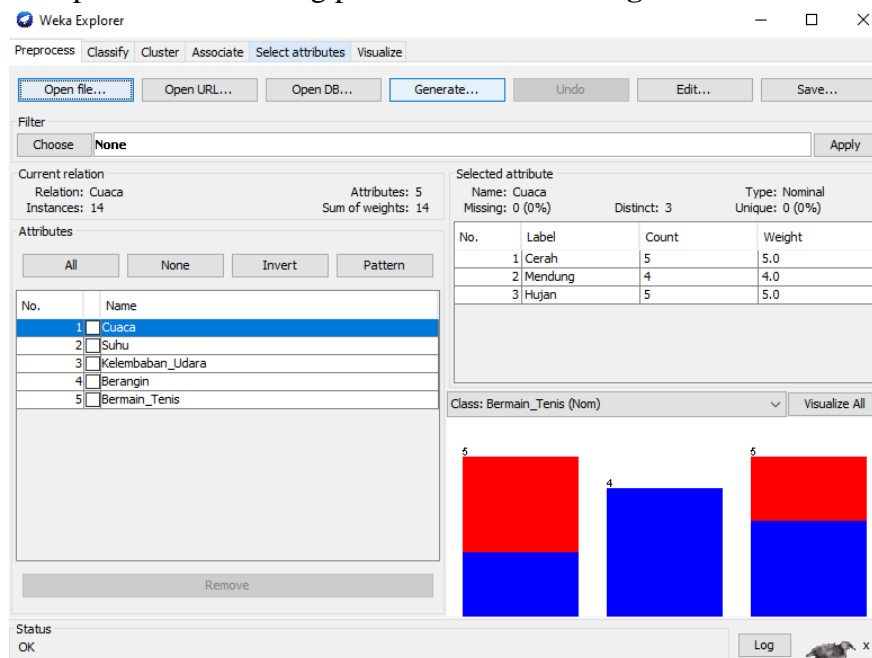 Weka Explorer
Preprocess Classify Cluster Associate Select attributes Visualize
Open file... Open URL... Open DB... Generate... Undo Edit... Save...
Filter
Choose None Apply
Current relation
Relation: Cuaca Attributes: 5
Instances: 14 Sum of weights: 14
Attributes
All None Invert Pattern
No. Name
1 Cuaca
2 Suhu
3 Kelembaban_Udara
4 Berangin
5 Bermain_Tenis
Remove
Selected attribute
Name: Cuaca Type: Nominal
Missing: 0 (0%) Distinct: 3 Unique: 0 (0%)
No. Label Count Weight
1 Cerah 5 5.0
2 Mendung 4 4.0
3 Hujan 5 5.0
Class: Bermain_Tenis (Nom) Visualize All
5 4 5
Status
OK Log x